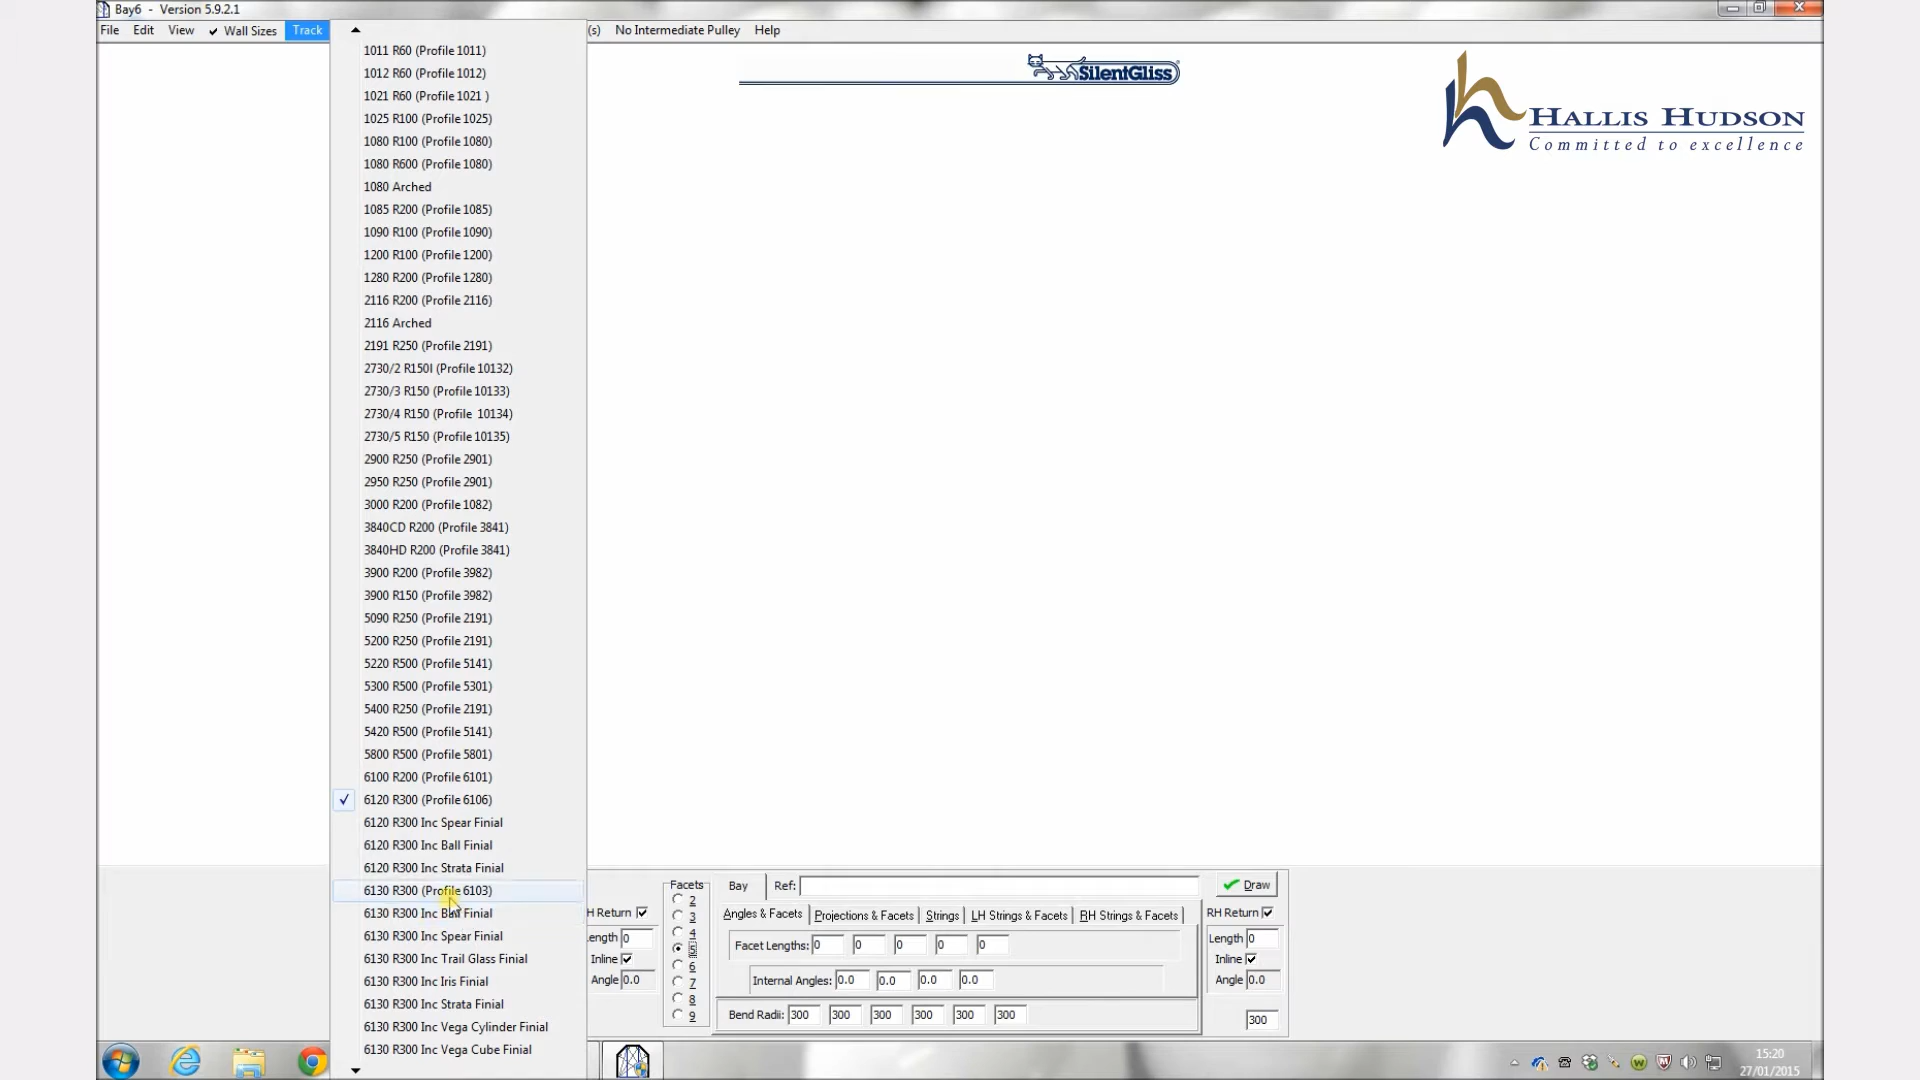 Bay6 - Version 5.9.2.1
File Edit View Wall Sizes Track (s) No Intermediate Pulley Help
1011 R60 (Profile 1011)
1012 R60 (Profile 1012)
1021 R60 (Profile 1021 )
1025 R100 (Profile 1025)
1080 R100 (Profile 1080)
1080 R600 (Profile 1080)
1080 Arched
1085 R200 (Profile 1085)
1090 R100 (Profile 1090)
1200 R100 (Profile 1200)
1280 R200 (Profile 1280)
2116 R200 (Profile 2116)
2116 Arched
2191 R250 (Profile 2191)
2730/2 R150I (Profile 10132)
2730/3 R150 (Profile 10133)
2730/4 R150 (Profile 10134)
2730/5 R150 (Profile 10135)
2900 R250 (Profile 2901)
2950 R250 (Profile 2901)
3000 R200 (Profile 1082)
3840CD R200 (Profile 3841)
3840HD R200 (Profile 3841)
3900 R200 (Profile 3982)
3900 R150 (Profile 3982)
5090 R250 (Profile 2191)
5200 R250 (Profile 2191)
5220 R500 (Profile 5141)
5300 R500 (Profile 5301)
5400 R250 (Profile 2191)
5420 R500 (Profile 5141)
5800 R500 (Profile 5801)
6100 R200 (Profile 6101)
6120 R300 (Profile 6106)
6120 R300 Inc Spear Finial
6120 R300 Inc Ball Finial
6120 R300 Inc Strata Finial
6130 R300 (Profile 6103)
6130 R300 Inc Ball Finial
6130 R300 Inc Spear Finial
6130 R300 Inc Trail Glass Finial
6130 R300 Inc Iris Finial
6130 R300 Inc Strata Finial
6130 R300 Inc Vega Cylinder Finial
6130 R300 Inc Vega Cube Finial
SilentGliss
HALLIS HUDSON
Committed to excellence
H Return
ength 0
Inline
Angle 0.0
Facets
2
3
4
5
6
7
8
9
Bay Ref: Draw
Angles & Facets Projections & Facets Strings LH Strings & Facets RH Strings & Facets
Facet Lengths: 0 0 0 0 0
Internal Angles: 0.0 0.0 0.0 0.0
Bend Radii: 300 300 300 300 300 300
RH Return
Length 0
Inline
Angle 0.0
300
15:20
27/01/2015